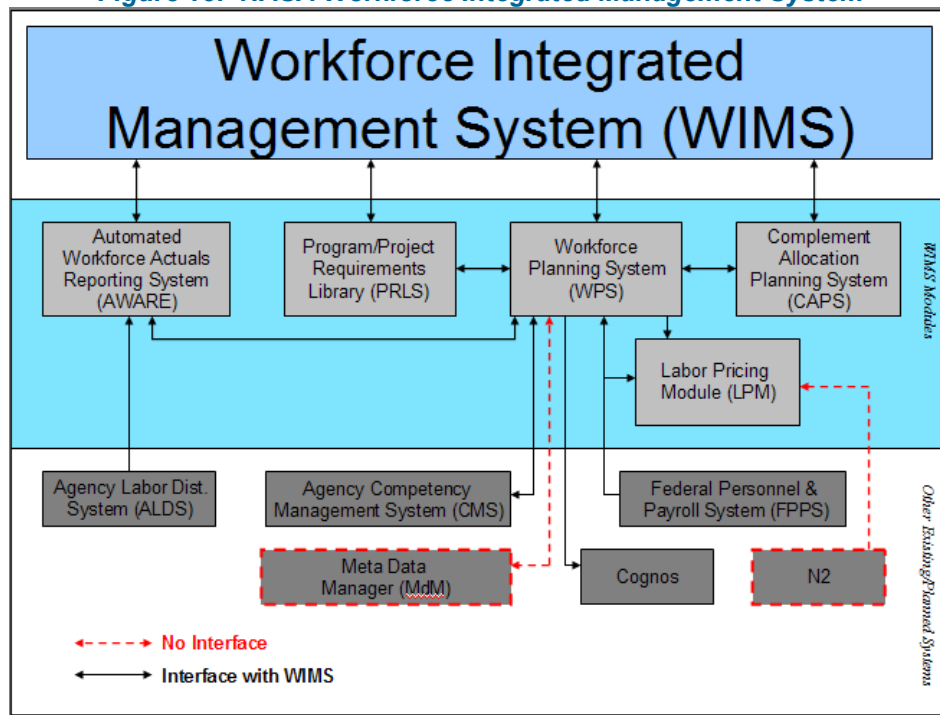 Workforce Integrated
Management System (WIMS)
Automated
Workforce Actuals
Reporting System
(AWARE)
Program/Project
Requirements
Library (PRLS)
Workforce
Planning System
(WPS)
Complement
Allocation
Planning System
(CAPS)
WIMS Modules
Labor Pricing
Module (LPM)
Agency Labor Dist.
System (ALDS)
Agency Competency
Management System (CMS)
Federal Personnel &
Payroll System (FPPS)
Meta Data
Manager (MdM)
Cognos
N2
Other Existing/Planned Systems
No Interface
Interface with WIMS